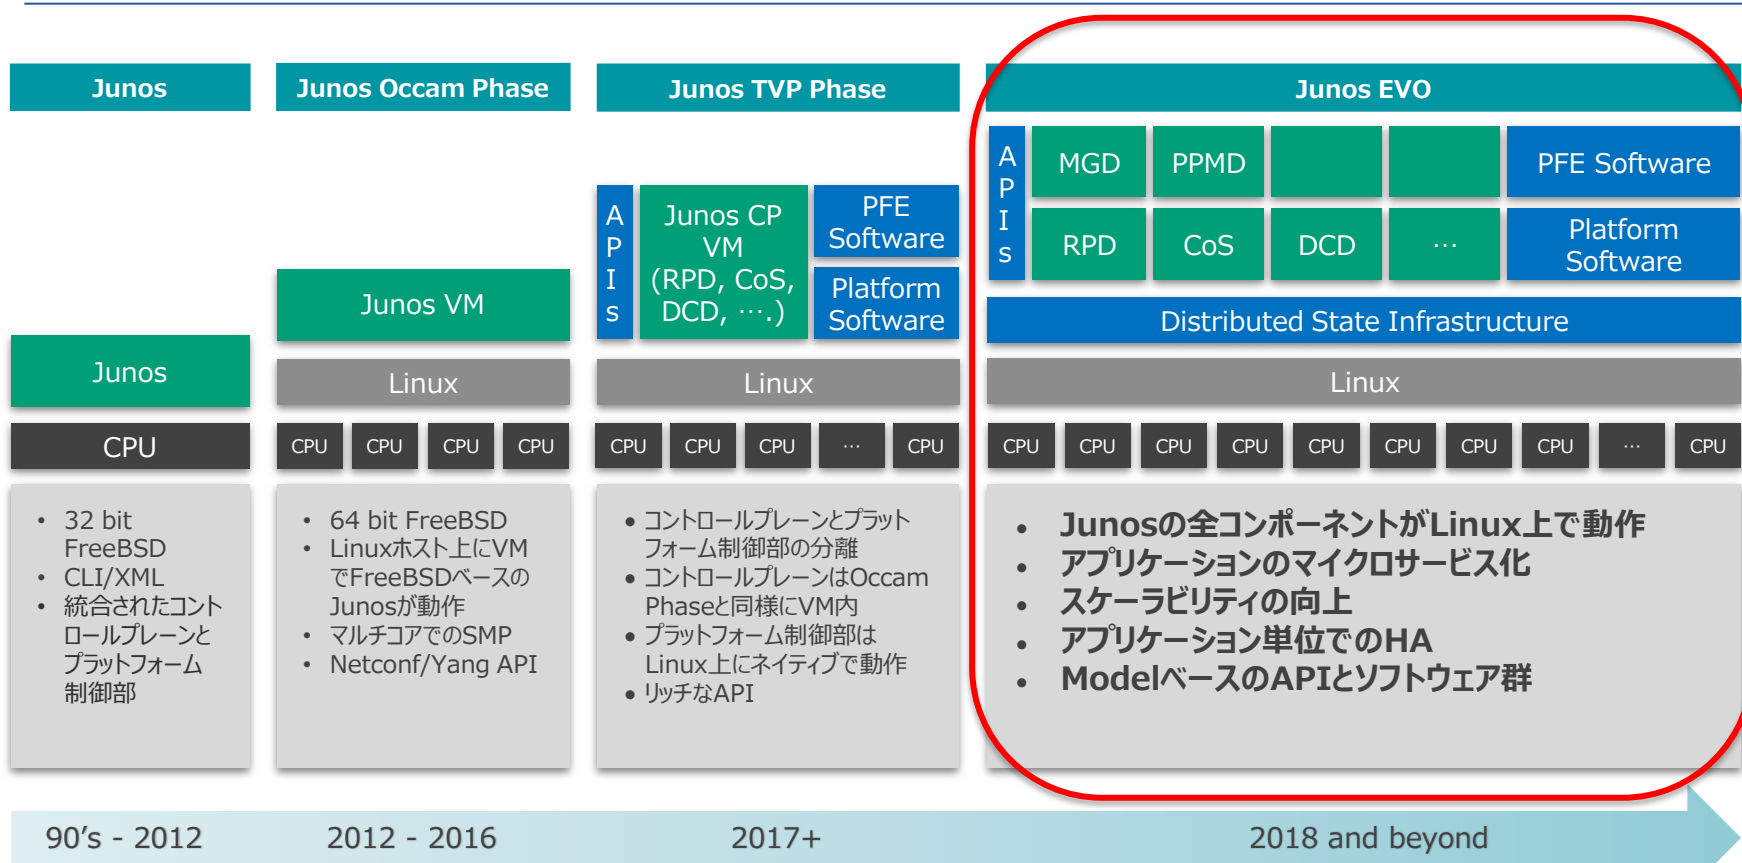 Junos
Junos Occam Phase
Junos TVP Phase
Junos EVO
Junos
CPU
Junos VM
Linux
CPU CPU CPU CPU
A
P
I
s
Junos CP
VM
(RPD, CoS,
DCD, ….)
PFE
Software
Platform
Software
Linux
CPU CPU CPU … CPU
A
P
I
s
MGD PPMD
PFE Software
RPD CoS DCD …
Platform
Software
Distributed State Infrastructure
Linux
CPU CPU CPU CPU CPU CPU CPU CPU … CPU
• 32 bit
FreeBSD
• CLI/XML
• 統合されたコント
ロールプレーンと
プラットフォーム
制御部
• 64 bit FreeBSD
• Linuxホスト上にVM
でFreeBSDベースの
Junosが動作
• マルチコアでのSMP
• Netconf/Yang API
• コントロールプレーンとプラット
フォーム制御部の分離
• コントロールプレーンはOccam
Phaseと同様にVM内
• プラットフォーム制御部は
Linux上にネイティブで動作
• リッチなAPI
• Junosの全コンポーネントがLinux上で動作
• アプリケーションのマイクロサービス化
• スケーラビリティの向上
• アプリケーション単位でのHA
• ModelベースのAPIとソフトウェア群
90’s - 2012
2012 - 2016
2017+
2018 and beyond